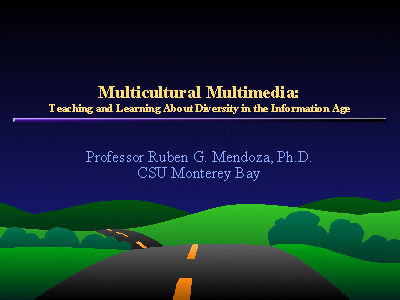 Multicultural Multimedia:
Teaching and Learning About Diversity in the Information Age
Professor Ruben G. Mendoza, Ph.D.
CSU Monterey Bay